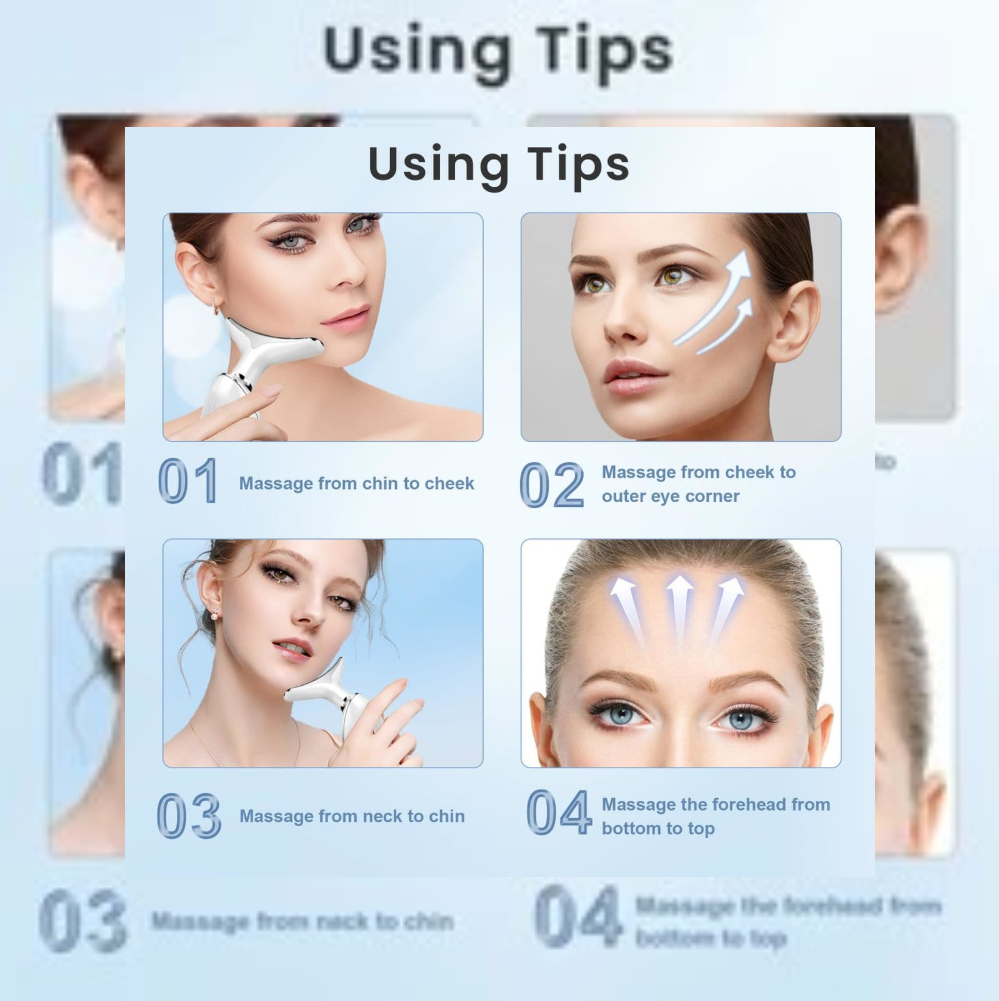 Using Tips
Using Tips
01
Massage from chin to cheek
02
Massage from cheek to
outer eye corner
03
Massage from neck to chin
04
Massage the forehead from
bottom to top
01
to
03
Massage from neck to chin
04
Massage the forehead from
bottom to top